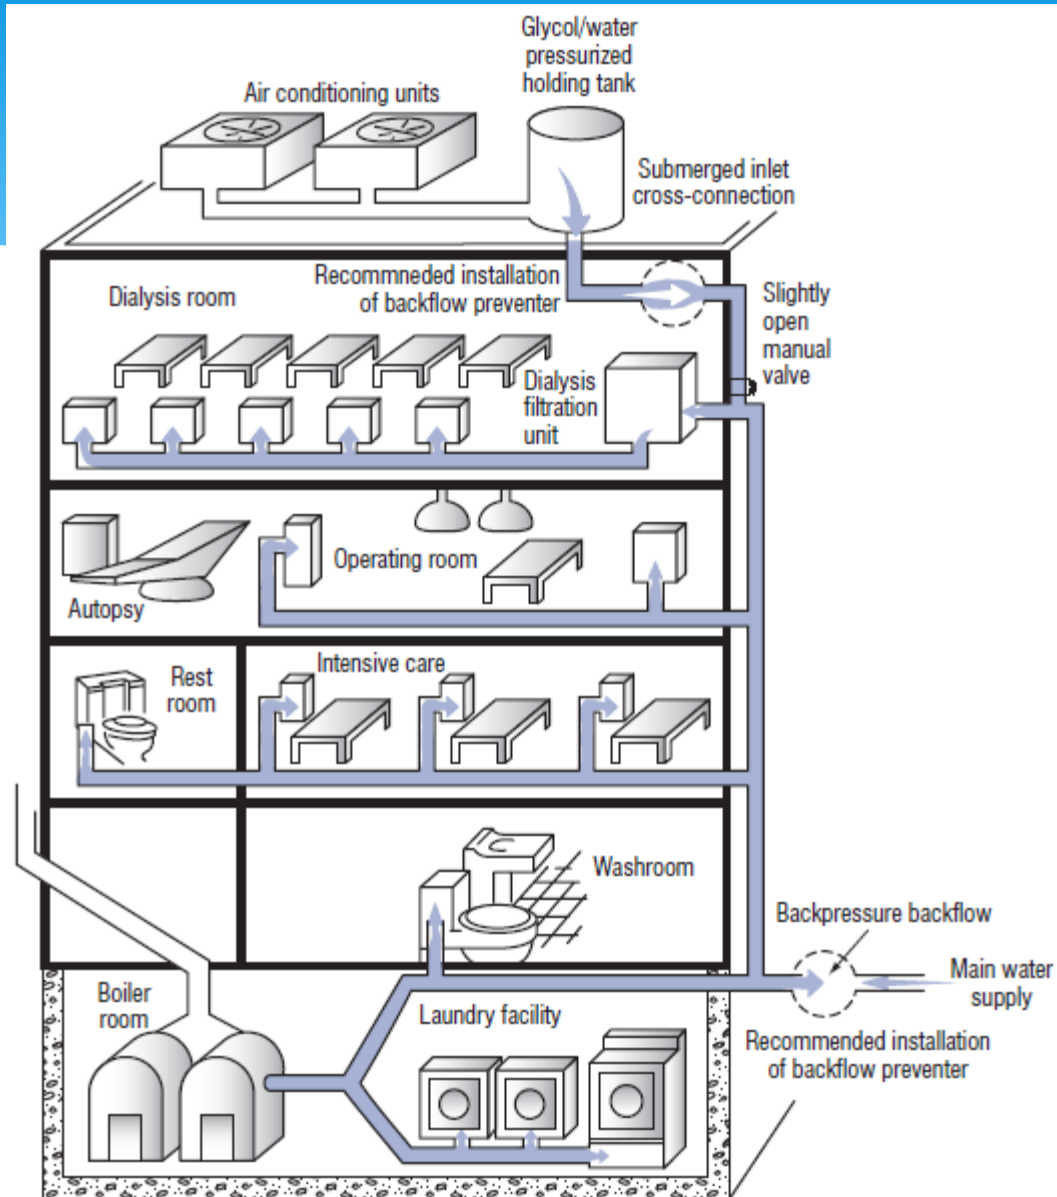 Glycol/water
pressurized
holding tank
Air conditioning units
Submerged inlet
cross-connection
Recommneded installation
of backflow preventer
Dialysis room
Slightly
open
manual
valve
Dialysis
filtration
unit
Operating room
Autopsy
Intensive care
Rest
room
Washroom
Backpressure backflow
Main water
supply
Boiler
room
Laundry facility
Recommended installation
of backflow preventer